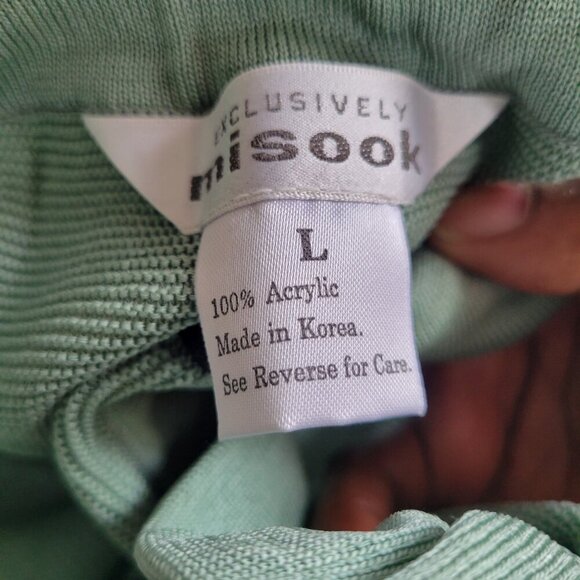 EXCLUSIVELY
misook
L
100% Acrylic
Made in Korea.
See Reverse for Care.